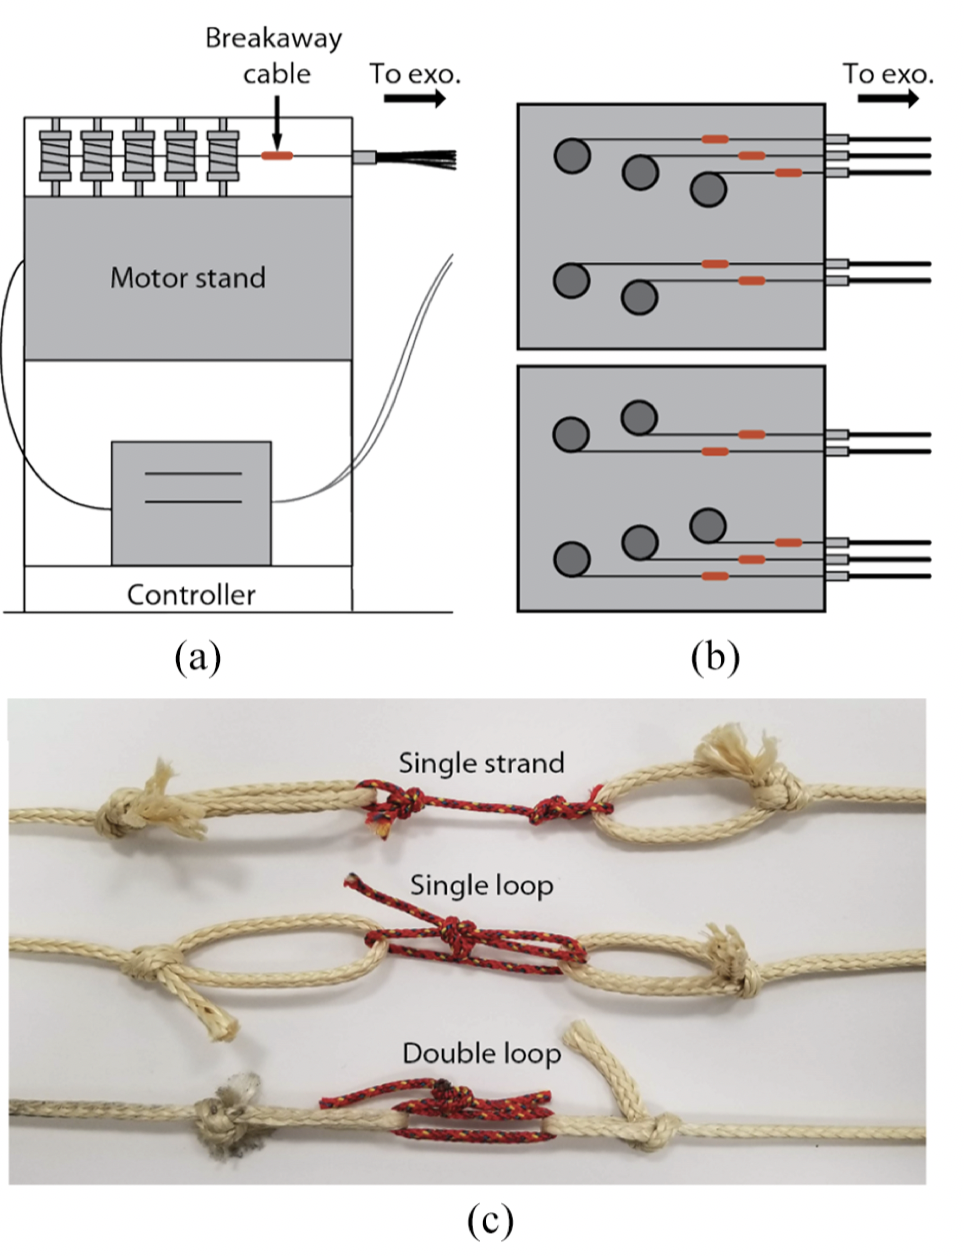 Breakaway
cable
To exo.
Motor stand
Controller
(a)
To exo.
(b)
Single strand
Single loop
Double loop
(c)